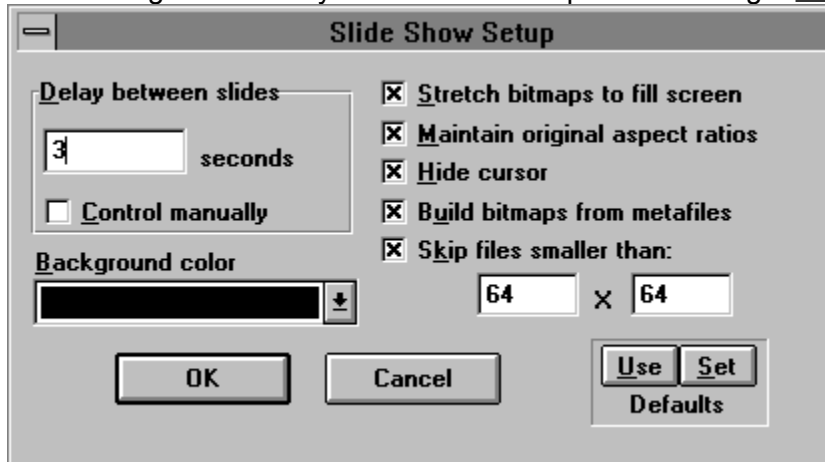 Slide Show Setup
Delay between slides
3 seconds
Control manually
Background color
Stretch bitmaps to fill screen
Maintain original aspect ratios
Hide cursor
Build bitmaps from metafiles
Skip files smaller than:
64 X 64
OK
Cancel
Use Set
Defaults